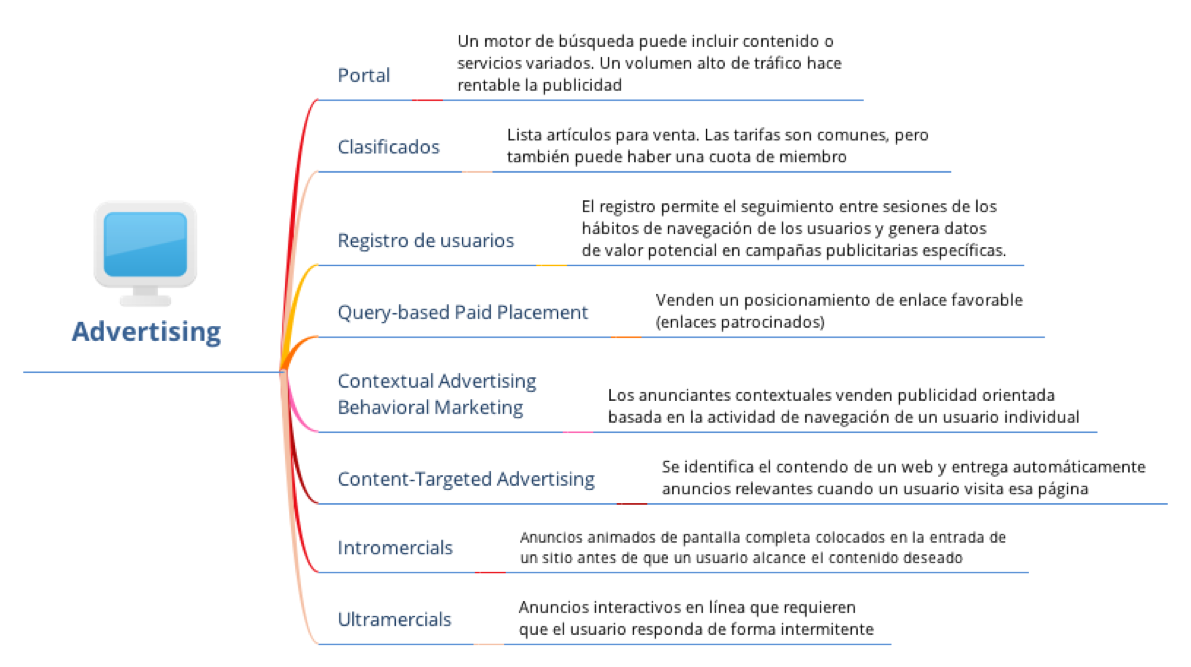 Advertising
Portal
Un motor de búsqueda puede incluir contenido o
servicios variados. Un volumen alto de tráfico hace
rentable la publicidad
Clasificados
Lista artículos para venta. Las tarifas son comunes, pero
también puede haber una cuota de miembro
Registro de usuarios
El registro permite el seguimiento entre sesiones de los
hábitos de navegación de los usuarios y genera datos
de valor potencial en campañas publicitarias específicas.
Query-based Paid Placement
Venden un posicionamiento de enlace favorable
(enlaces patrocinados)
Contextual Advertising
Behavioral Marketing
Los anunciantes contextuales venden publicidad orientada
basada en la actividad de navegación de un usuario individual
Content-Targeted Advertising
Se identifica el contendo de un web y entrega automáticamente
anuncios relevantes cuando un usuario visita esa página
Intromercials
Anuncios animados de pantalla completa colocados en la entrada de
un sitio antes de que un usuario alcance el contenido deseado
Ultramercials
Anuncios interactivos en línea que requieren
que el usuario responda de forma intermitente